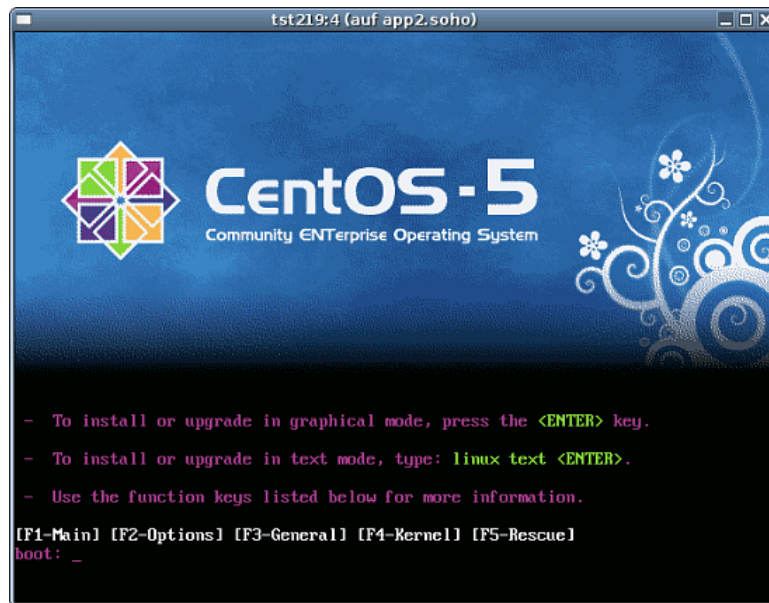 tst219:4 (auf app2.soho)
CentOS-5
Community ENTerprise Operating System
- To install or upgrade in graphical mode, press the <ENTER> key.
- To install or upgrade in text mode, type: linux text <ENTER>.
- Use the function keys listed below for more information.
[F1-Main] [F2-Options] [F3-General] [F4-Kernel] [F5-Rescue]
boot: _